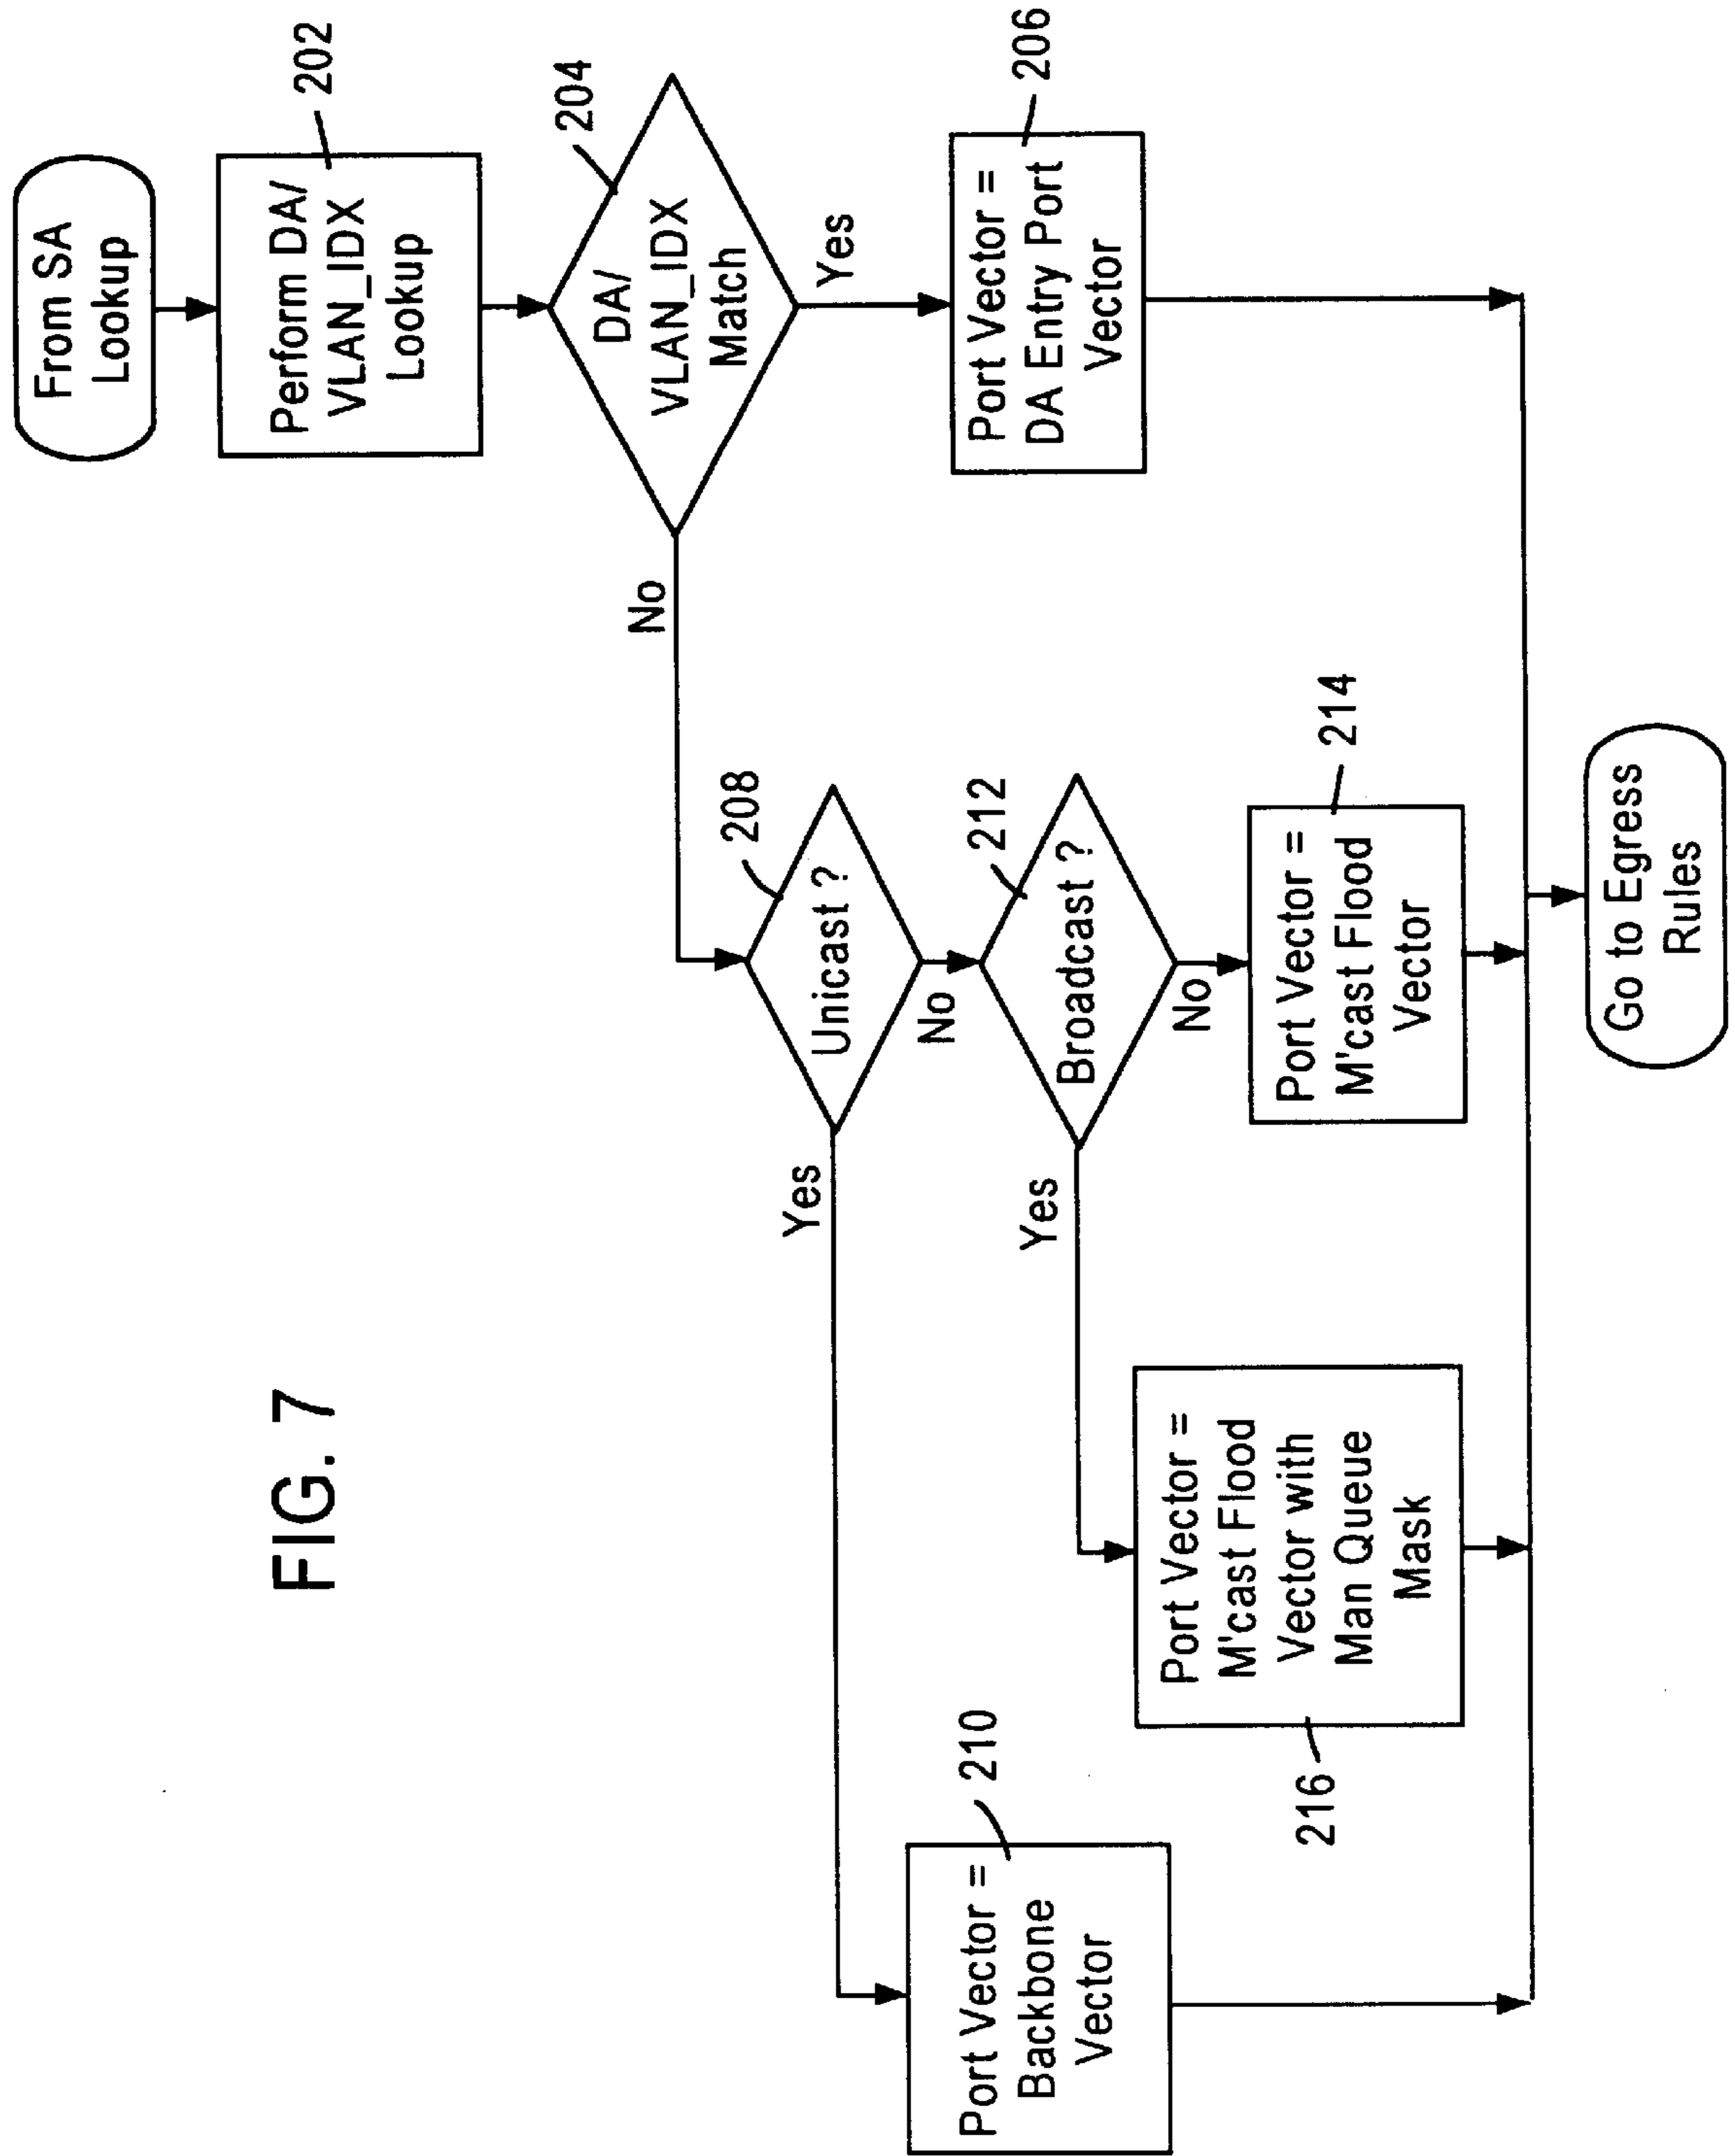 FIG. 7
From SA
Lookup
202
Perform DA/
VLAN_IDX
Lookup
204
DA/
VLAN_IDX
Match
Yes
No
206
Port Vector =
DA Entry Port
Vector
208
Unicast ?
Yes
No
210
Port Vector =
Backbone
Vector
212
Broadcast ?
Yes
No
214
Port Vector =
M'cast Flood
Vector
216
Port Vector =
M'cast Flood
Vector with
Man Queue
Mask
Go to Egress
Rules